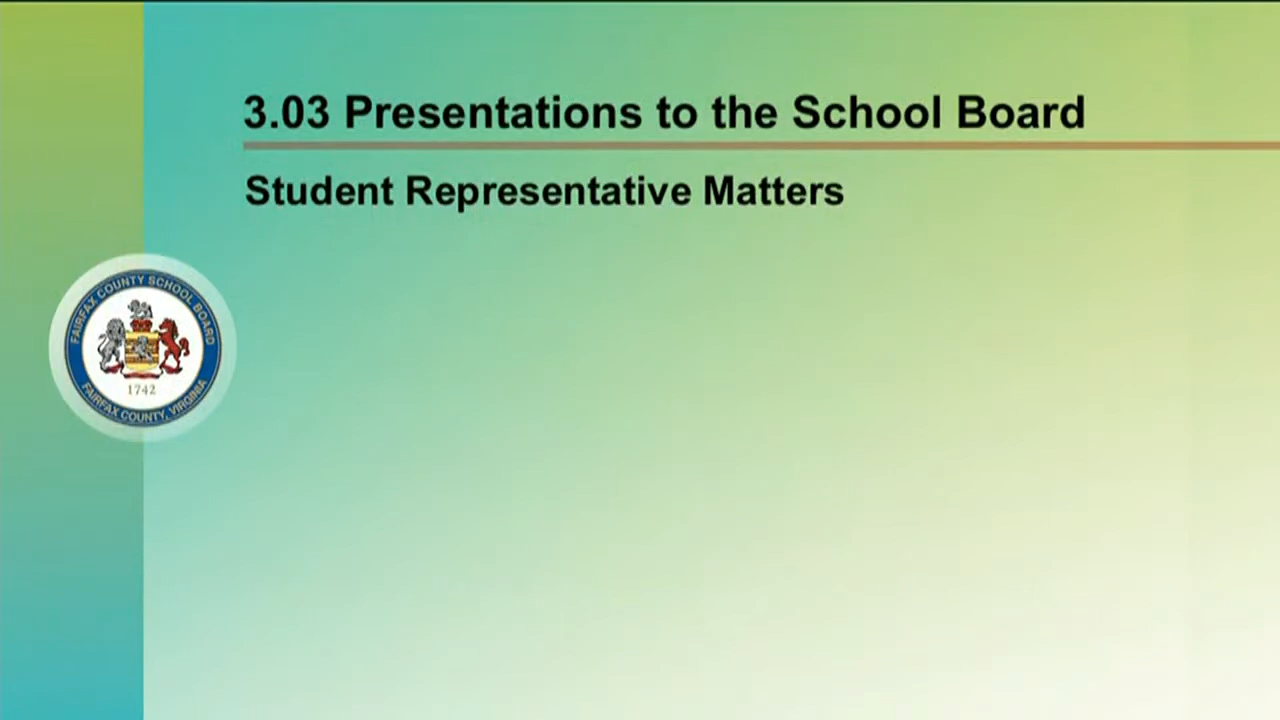 3.03 Presentations to the School Board
Student Representative Matters
FAIRFAX COUNTY SCHOOL BOARD
1742
FAIRFAX COUNTY, VIRGINIA